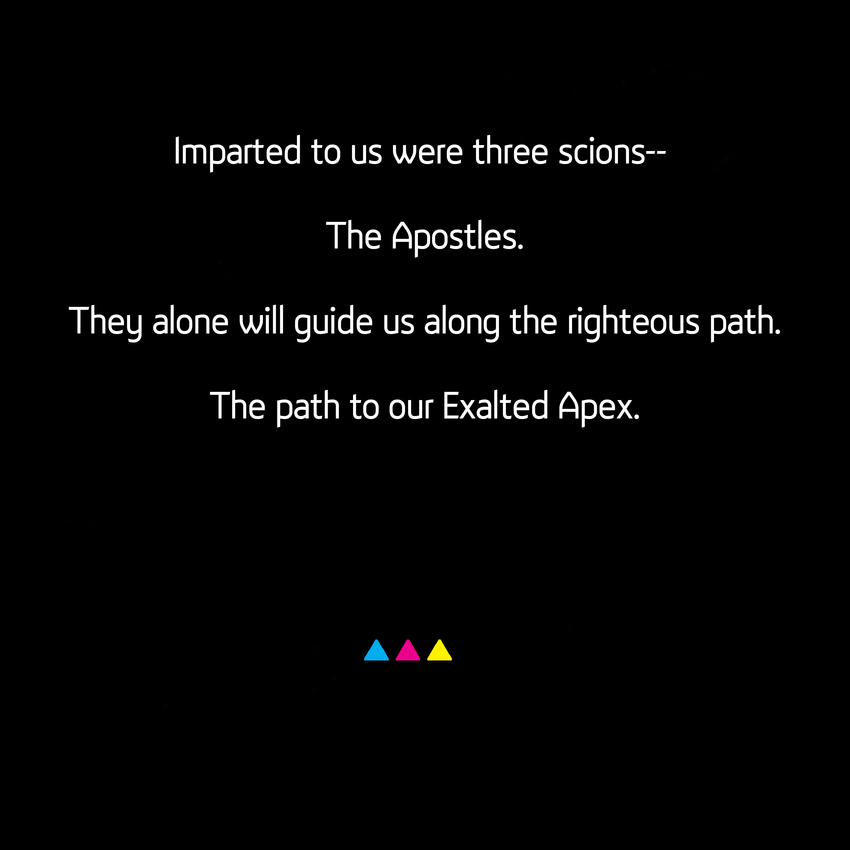 Imparted to us were three scions--
The Apostles.
They alone will guide us along the righteous path.
The path to our Exalted Apex.